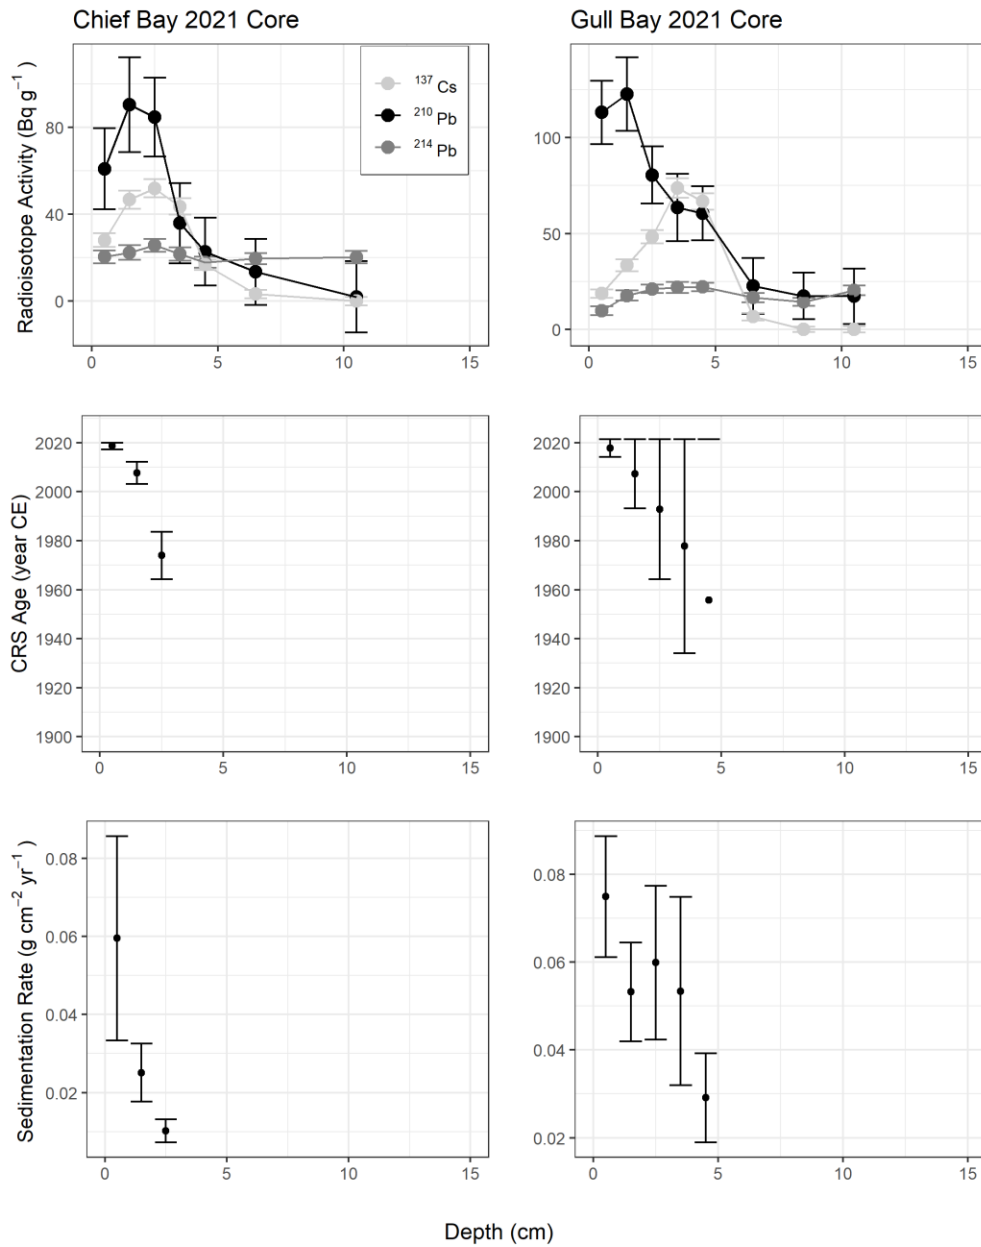 Chief Bay 2021 Core
Gull Bay 2021 Core
Radioisotope Activity (Bq g⁻¹ )
80
40
0
¹³⁷Cs
²¹⁰Pb
²¹⁴Pb
0 5 10 15
100
50
0
0 5 10 15
CRS Age (year CE)
2020
2000
1980
1960
1940
1920
1900
0 5 10 15
2020
2000
1980
1960
1940
1920
1900
0 5 10 15
Sedimentation Rate (g cm⁻² yr⁻¹ )
0.08
0.06
0.04
0.02
0 5 10 15
0.08
0.06
0.04
0.02
0 5 10 15
Depth (cm)